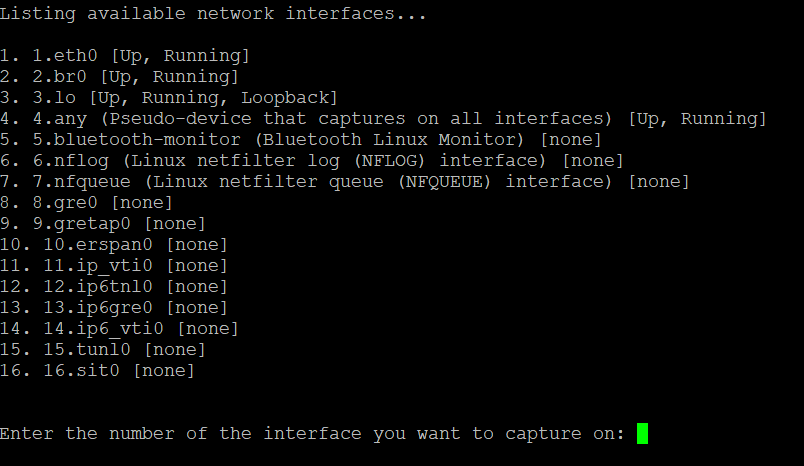 Listing available network interfaces...
1. 1.eth0 [Up, Running]
2. 2.br0 [Up, Running]
3. 3.lo [Up, Running, Loopback]
4. 4.any (Pseudo-device that captures on all interfaces) [Up, Running]
5. 5.bluetooth-monitor (Bluetooth Linux Monitor) [none]
6. 6.nflog (Linux netfilter log (NFLOG) interface) [none]
7. 7.nfqueue (Linux netfilter queue (NFQUEUE) interface) [none]
8. 8.gre0 [none]
9. 9.gretap0 [none]
10. 10.erspan0 [none]
11. 11.ip_vti0 [none]
12. 12.ip6tnl0 [none]
13. 13.ip6gre0 [none]
14. 14.ip6_vti0 [none]
15. 15.tunl0 [none]
16. 16.sit0 [none]
Enter the number of the interface you want to capture on: